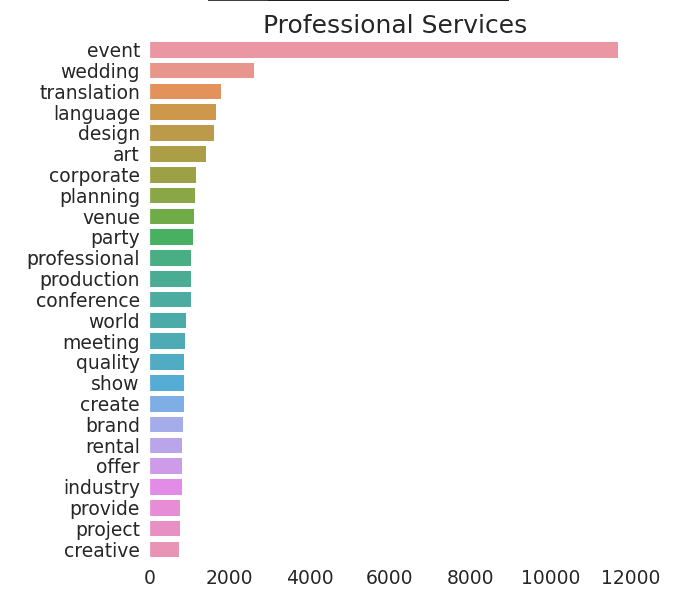 Professional Services
event
wedding
translation
language
design
art
corporate
planning
venue
party
professional
production
conference
world
meeting
quality
show
create
brand
rental
offer
industry
provide
project
creative
0 2000 4000 6000 8000 10000 12000